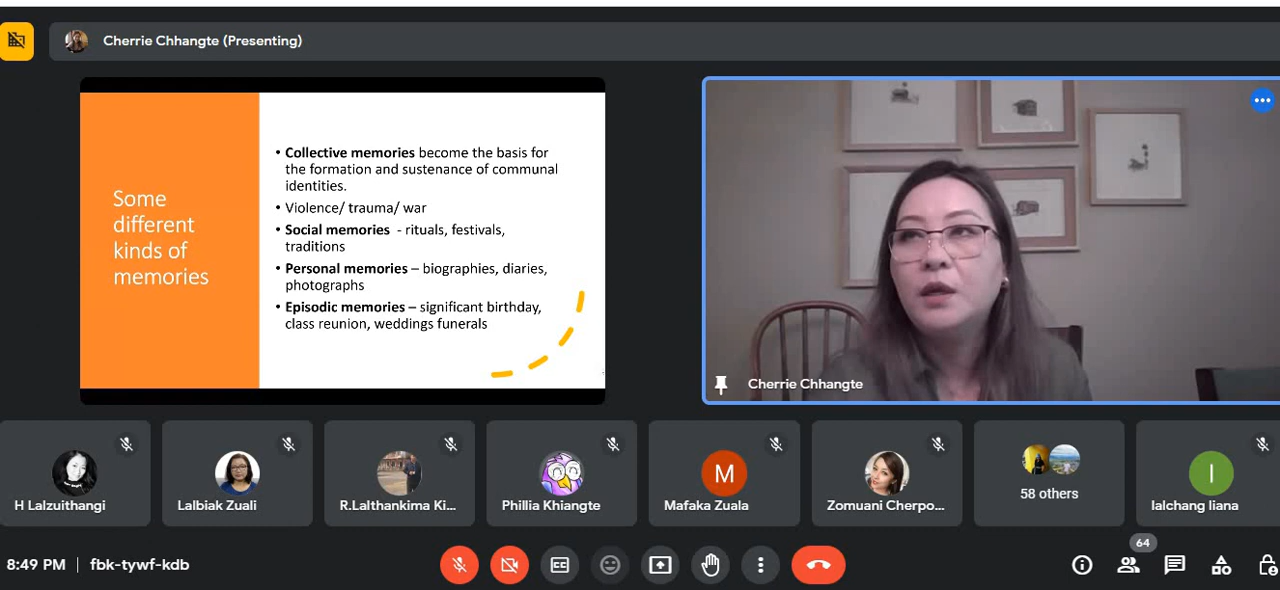 Cherrie Chhangte (Presenting)
Some
different
kinds of
memories
• Collective memories become the basis for
the formation and sustenance of communal
identities.
• Violence/ trauma/ war
• Social memories - rituals, festivals,
traditions
• Personal memories – biographies, diaries,
photographs
• Episodic memories – significant birthday,
class reunion, weddings funerals
Cherrie Chhangte
H Lalzuithangi
Lalbiak Zuali
R.Lalthankima Ki...
Phillia Khiangte
M
Mafaka Zuala
Zomuani Cherpo...
58 others
l
lalchang liana
8:49 PM | fbk-tywf-kdb
CC
64